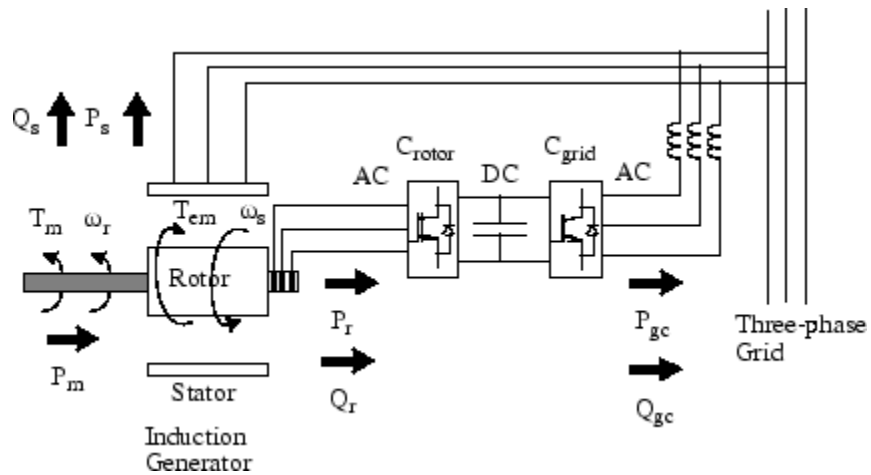 Qs Ps
Crotor Cgrid
AC DC AC
Tm ωr Tem ωs
Rotor
Pr Pgc
Three-phase
Grid
Pm
Stator Qr Qgc
Induction
Generator